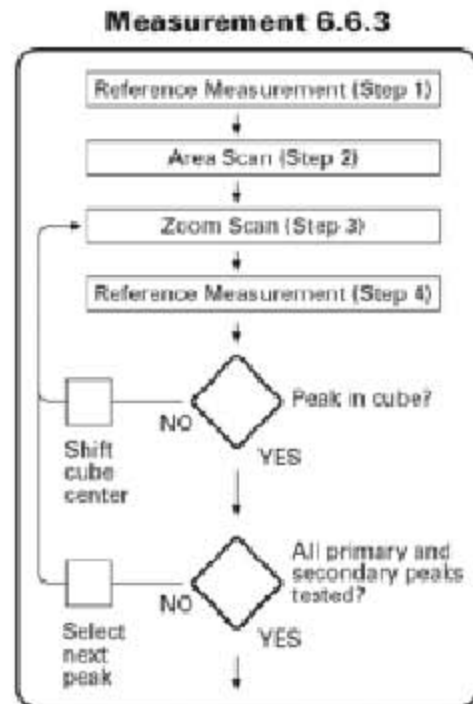 Measurement 6.6.3
Reference Measurement (Step 1)
Area Scan (Step 2)
Zoom Scan (Step 3)
Reference Measurement (Step 4)
Peak in cube?
NO
YES
Shift
cube
center
All primary and
secondary peaks
tested?
NO
YES
Select
next
peak